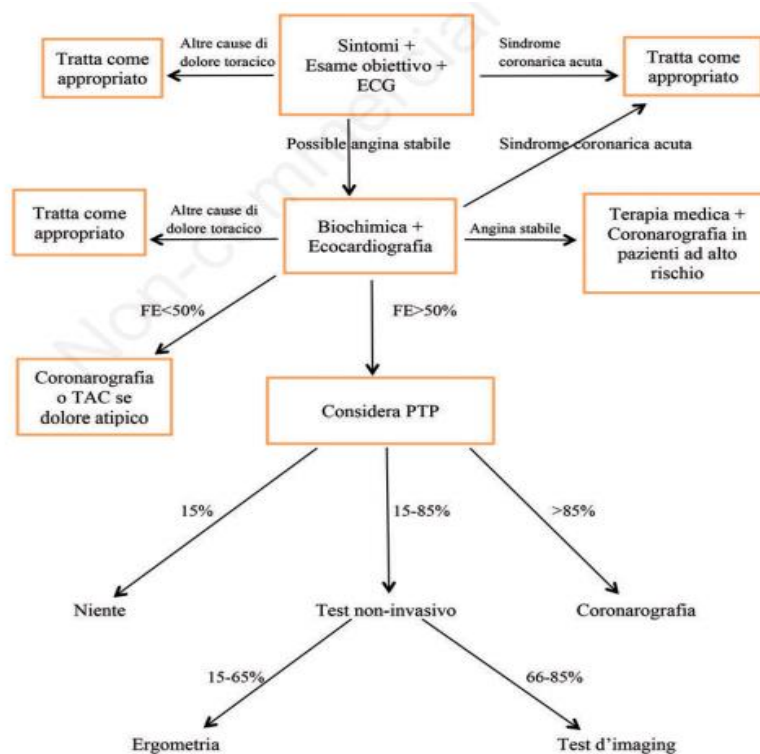 Tratta come
appropriato
Altre cause di
dolore toracico
Sintomi +
Esame obiettivo +
ECG
Sindrome
coronarica acuta
Tratta come
appropriato
Possible angina stabile
Sindrome coronarica acuta
Tratta come
appropriato
Altre cause di
dolore toracico
Biochimica +
Ecocardiografia
Angina stabile
Terapia medica +
Coronarografia in
pazienti ad alto
rischio
FE<50%
FE>50%
Coronarografia
o TAC se
dolore atipico
Considera PTP
15%
15-85%
>85%
Niente
Test non-invasivo
Coronarografia
15-65%
66-85%
Ergometria
Test d’imaging
Non-commercial